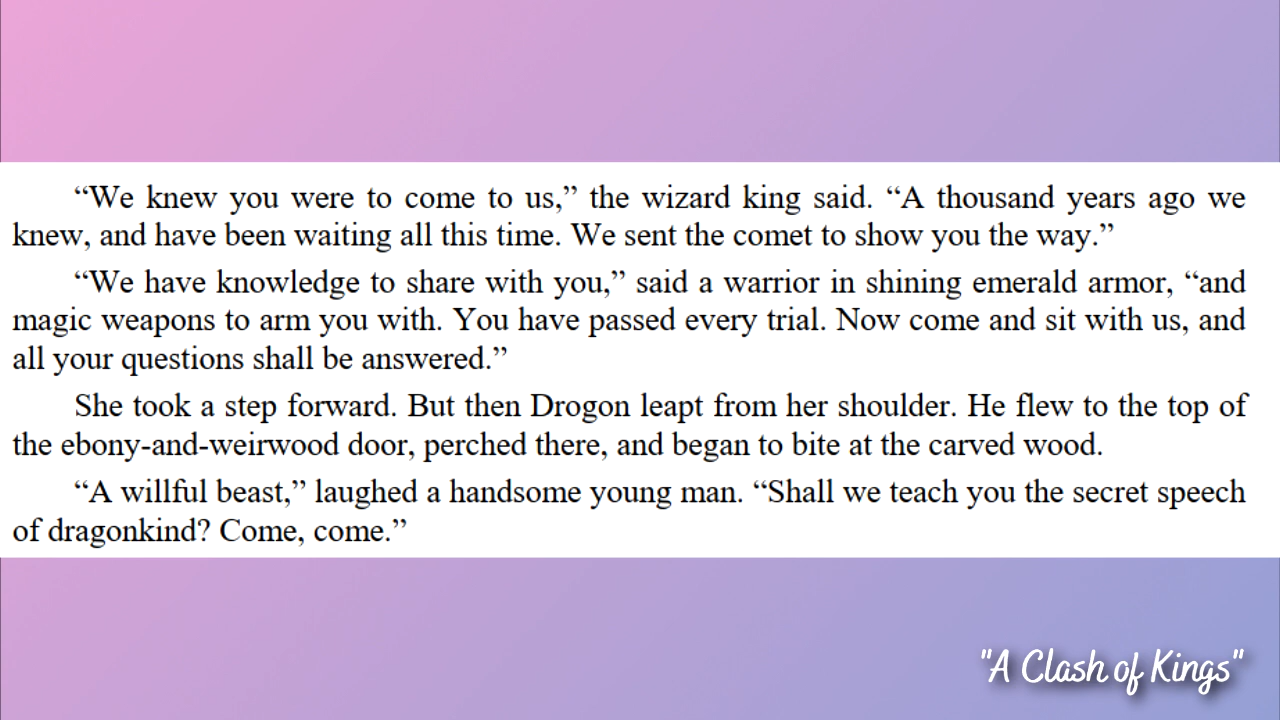 “We knew you were to come to us,” the wizard king said. “A thousand years ago we
knew, and have been waiting all this time. We sent the comet to show you the way.”
“We have knowledge to share with you,” said a warrior in shining emerald armor, “and
magic weapons to arm you with. You have passed every trial. Now come and sit with us, and
all your questions shall be answered.”
She took a step forward. But then Drogon leapt from her shoulder. He flew to the top of
the ebony-and-weirwood door, perched there, and began to bite at the carved wood.
“A willful beast,” laughed a handsome young man. “Shall we teach you the secret speech
of dragonkind? Come, come.”
"A Clash of Kings"